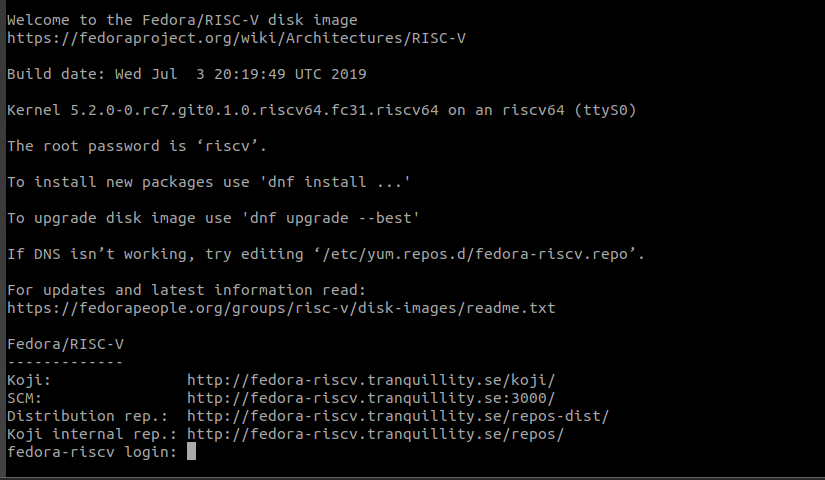 Welcome to the Fedora/RISC-V disk image
https://fedoraproject.org/wiki/Architectures/RISC-V
Build date: Wed Jul  3 20:19:49 UTC 2019
Kernel 5.2.0-0.rc7.git0.1.0.riscv64.fc31.riscv64 on an riscv64 (ttyS0)
The root password is ‘riscv’.
To install new packages use 'dnf install ...'
To upgrade disk image use 'dnf upgrade --best'
If DNS isn’t working, try editing ‘/etc/yum.repos.d/fedora-riscv.repo’.
For updates and latest information read:
https://fedorapeople.org/groups/risc-v/disk-images/readme.txt
Fedora/RISC-V
-------------
Koji:               http://fedora-riscv.tranquillity.se/koji/
SCM:                http://fedora-riscv.tranquillity.se:3000/
Distribution rep.:  http://fedora-riscv.tranquillity.se/repos-dist/
Koji internal rep.: http://fedora-riscv.tranquillity.se/repos/
fedora-riscv login: